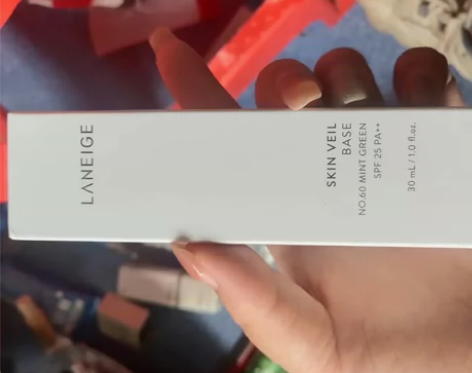 LANEIGE
SKIN VEIL
BASE
NO.60 MINT GREEN
SPF 25 PA++
30 mL / 1.0 fl.oz.